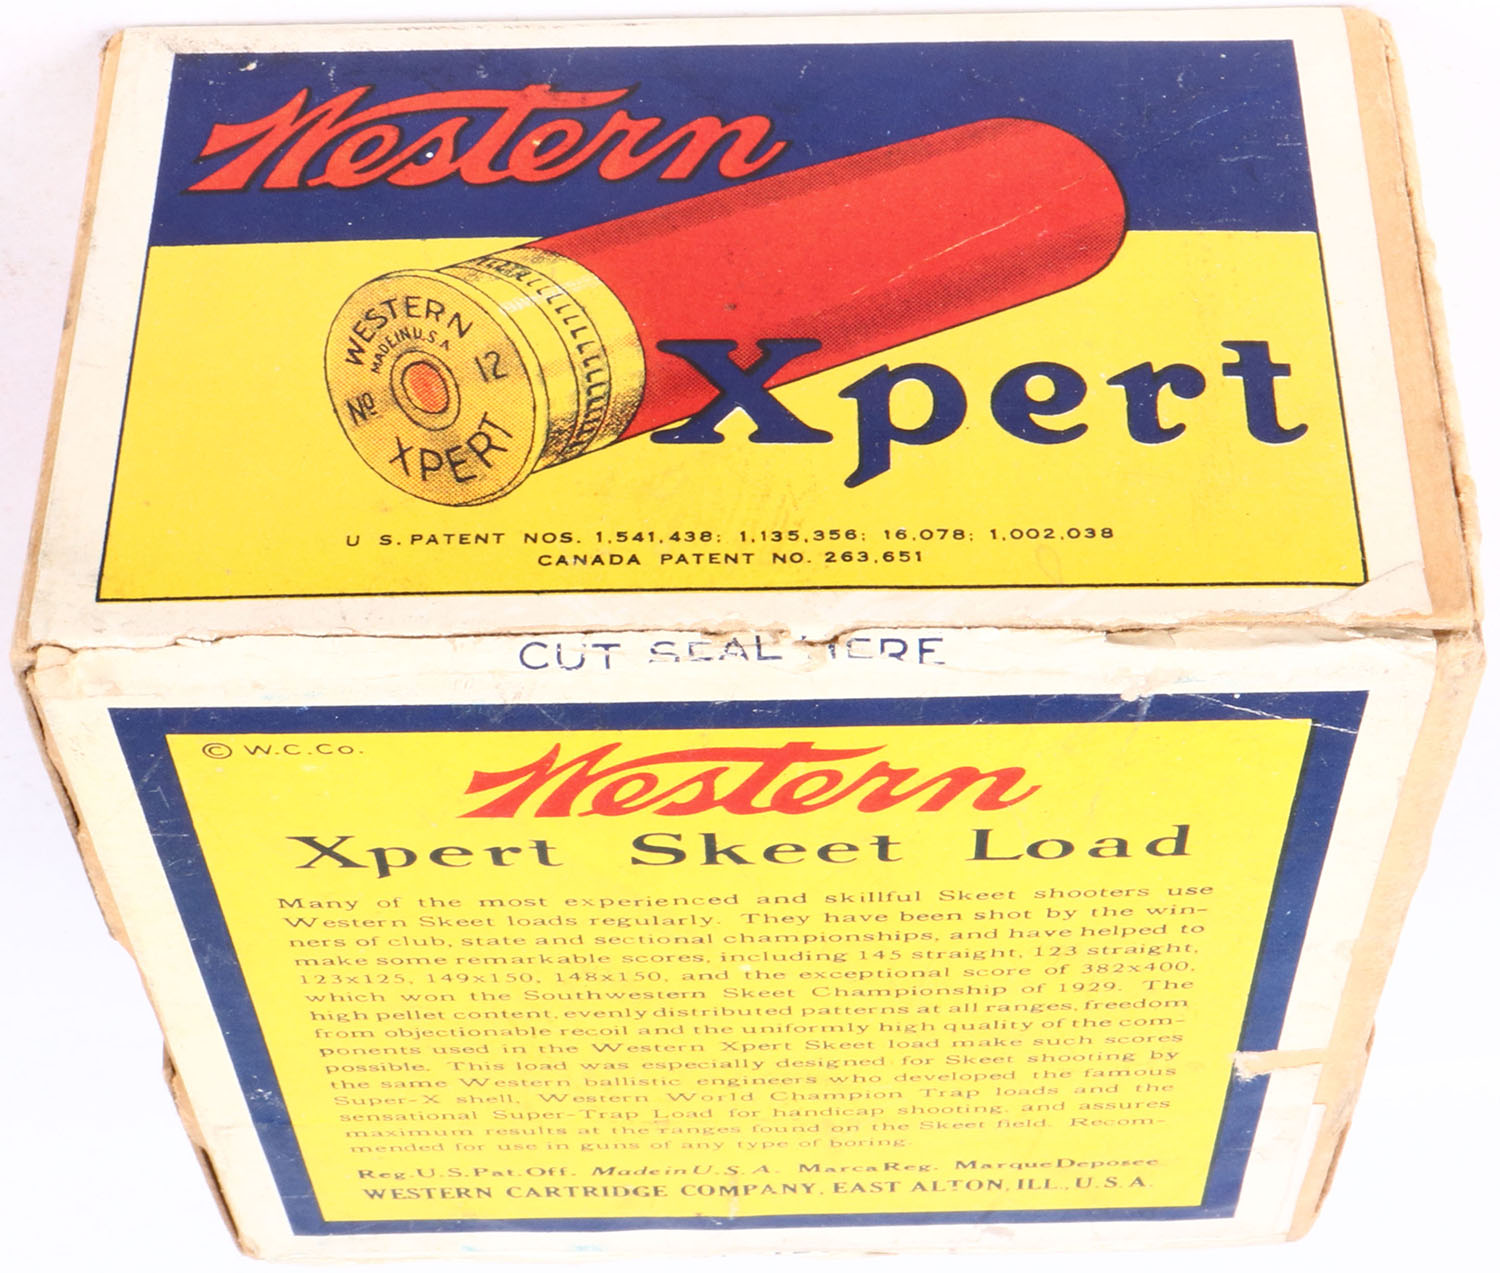 Western
WESTERN
MADE IN U.S.A
No 12
XPERT
Xpert
U S. PATENT NOS. 1,541,438; 1,135,356; 16,078; 1,002,038
CANADA PATENT NO. 263,651
CUT SEAL HERE
© W.C.Co.
Western
Xpert Skeet Load
Many of the most experienced and skillful Skeet shooters use
Western Skeet loads regularly. They have been shot by the win-
ners of club, state and sectional championships, and have helped to
make some remarkable scores, including 145 straight, 123 straight,
123x125, 149x150, 148x150, and the exceptional score of 382x400,
which won the Southwestern Skeet Championship of 1929. The
high pellet content, evenly distributed patterns at all ranges, freedom
from objectionable recoil and the uniformly high quality of the com-
ponents used in the Western Xpert Skeet load make such scores
possible. This load was especially designed for Skeet shooting by
the same Western ballistic engineers who developed the famous
Super-X shell, Western World Champion Trap loads and the
sensational Super-Trap Load for handicap shooting, and assures
maximum results at the ranges found on the Skeet field. Recom-
mended for use in guns of any type of boring.
Reg. U.S. Pat. Off. Made in U.S.A. Marca Reg. Marque Deposee
WESTERN CARTRIDGE COMPANY, EAST ALTON, ILL., U.S.A.